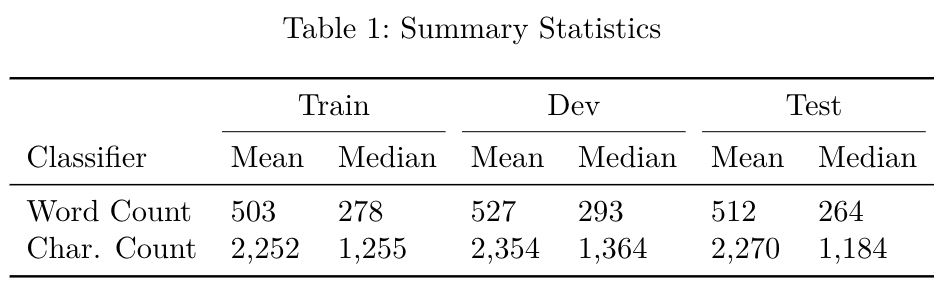 Table 1: Summary Statistics
Train Dev Test
Classifier Mean Median Mean Median Mean Median
Word Count 503 278 527 293 512 264
Char. Count 2,252 1,255 2,354 1,364 2,270 1,184